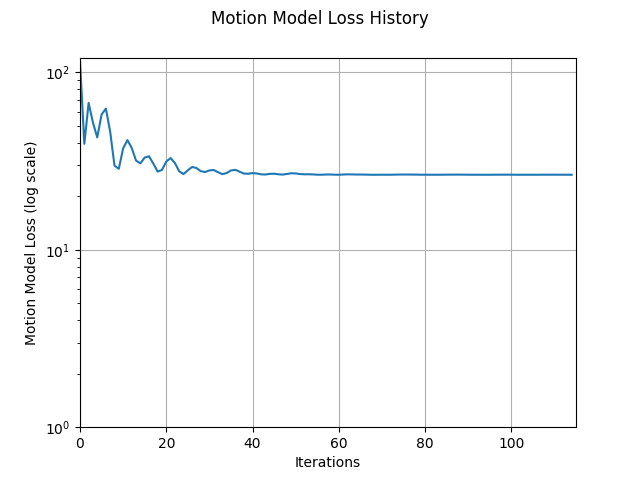 Motion Model Loss History
Motion Model Loss (log scale)
10²
10¹
10⁰
0 20 40 60 80 100
Iterations